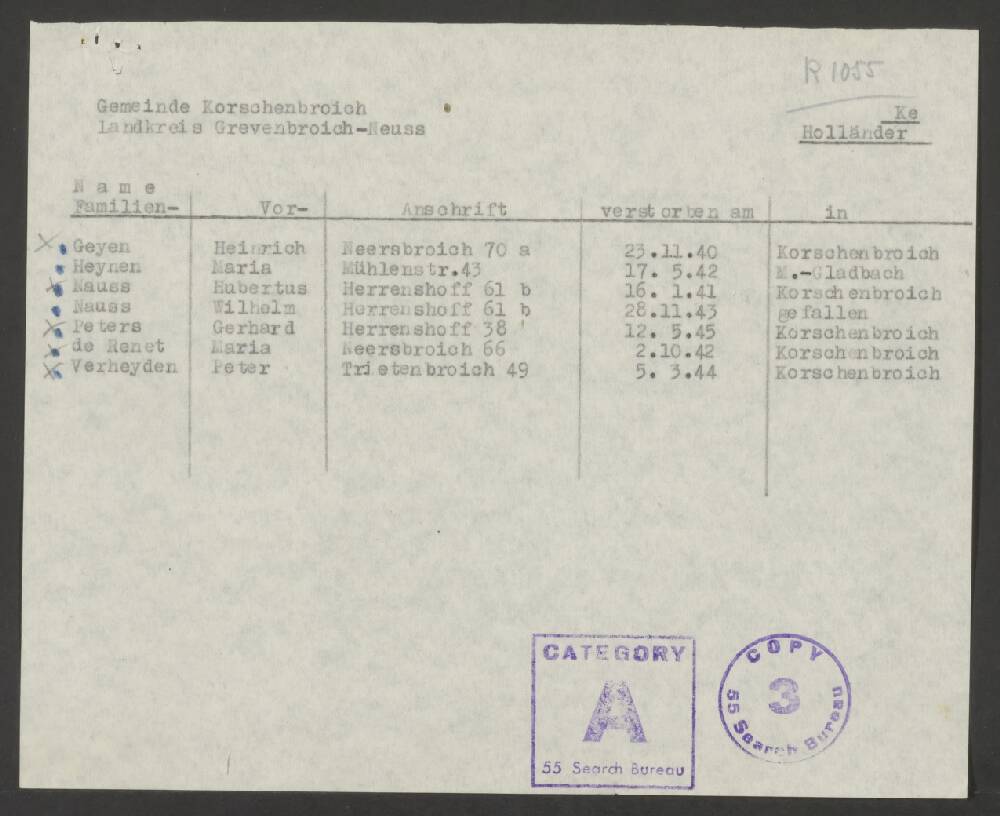 R 1055
Gemeinde Korschenbroich
Landkreis Grevenbroich-Neuss
Ke
Holländer
N a m e
Familien- Vor- Anschrift verstorben am in
Geyen Heinrich Neersbroich 70 a 23.11.40 Korschenbroich
Heynen Maria Mühlenstr.43 17. 5.42 M.-Gladbach
Nauss Hubertus Herrenshoff 61 b 16. 1.41 Korschenbroich
Nauss Wilhelm Herrenshoff 61 b 28.11.43 gefallen
Peters Gerhard Herrenshoff 38 12. 5.45 Korschenbroich
de Renet Maria Neersbroich 66 2.10.42 Korschenbroich
Verheyden Peter Trietenbroich 49 5. 3.44 Korschenbroich
CATEGORY
A
55 Search Bureau
COPY
3
55 Search Bureau